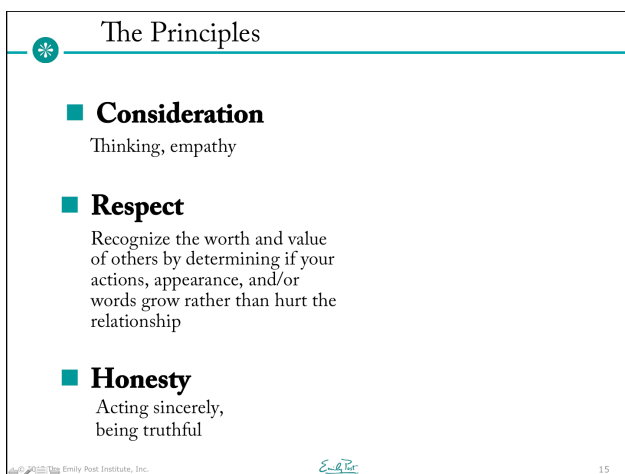 The Principles
Consideration
Thinking, empathy
Respect
Recognize the worth and value
of others by determining if your
actions, appearance, and/or
words grow rather than hurt the
relationship
Honesty
Acting sincerely,
being truthful
The Emily Post Institute, Inc.
Emily Post
15